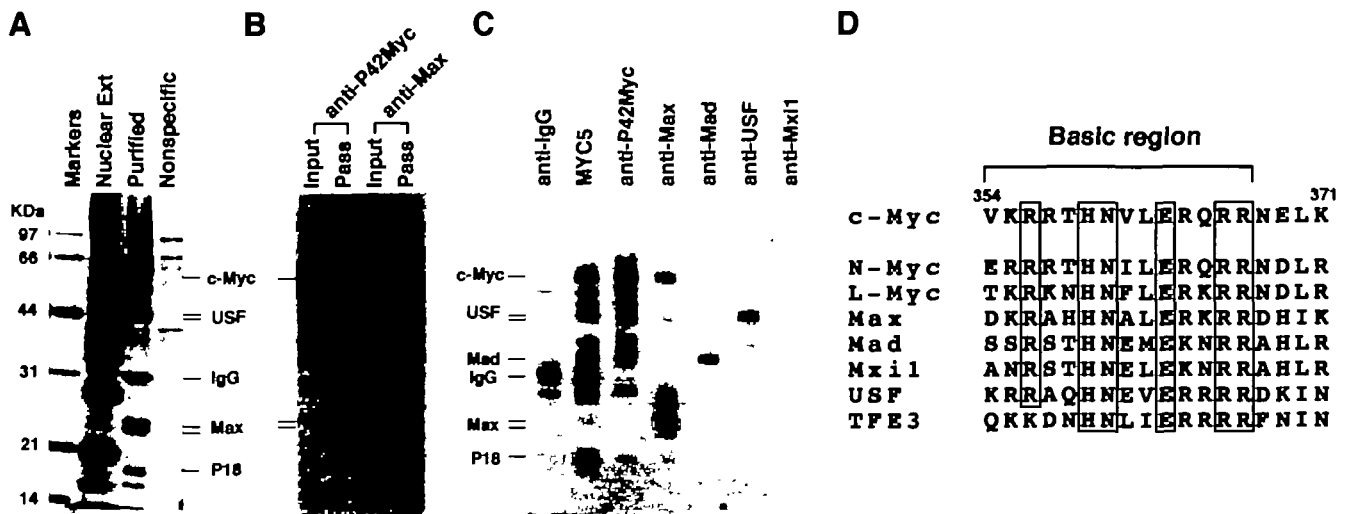 A
B
C
D
Markers
Nuclear Ext
Purified
Nonspecific
KDa
97
66
44
31
21
14
c-Myc
USF
IgG
Max
P18
anti-P42Myc
anti-Max
Input
Pass
Input
Pass
anti-IgG
MYC5
anti-P42Myc
anti-Max
anti-Mad
anti-USF
anti-Mxi1
c-Myc
USF
Mad
IgG
Max
P18
Basic region
354 371
c-Myc VKRRTHNVLERQRRNELK
N-Myc ERRRTHNILERQRRNDLR
L-Myc TKRKNHNFLERKRRNDLR
Max DKRAHHNALERKRRDHIK
Mad SSRSTHNEMEKNRRAHLR
Mxi1 ANRSTHNELEKNRRAHLR
USF KRRAQHNEVERRRRDKIN
TFE3 QKKDNHNLIERRRRFNIN